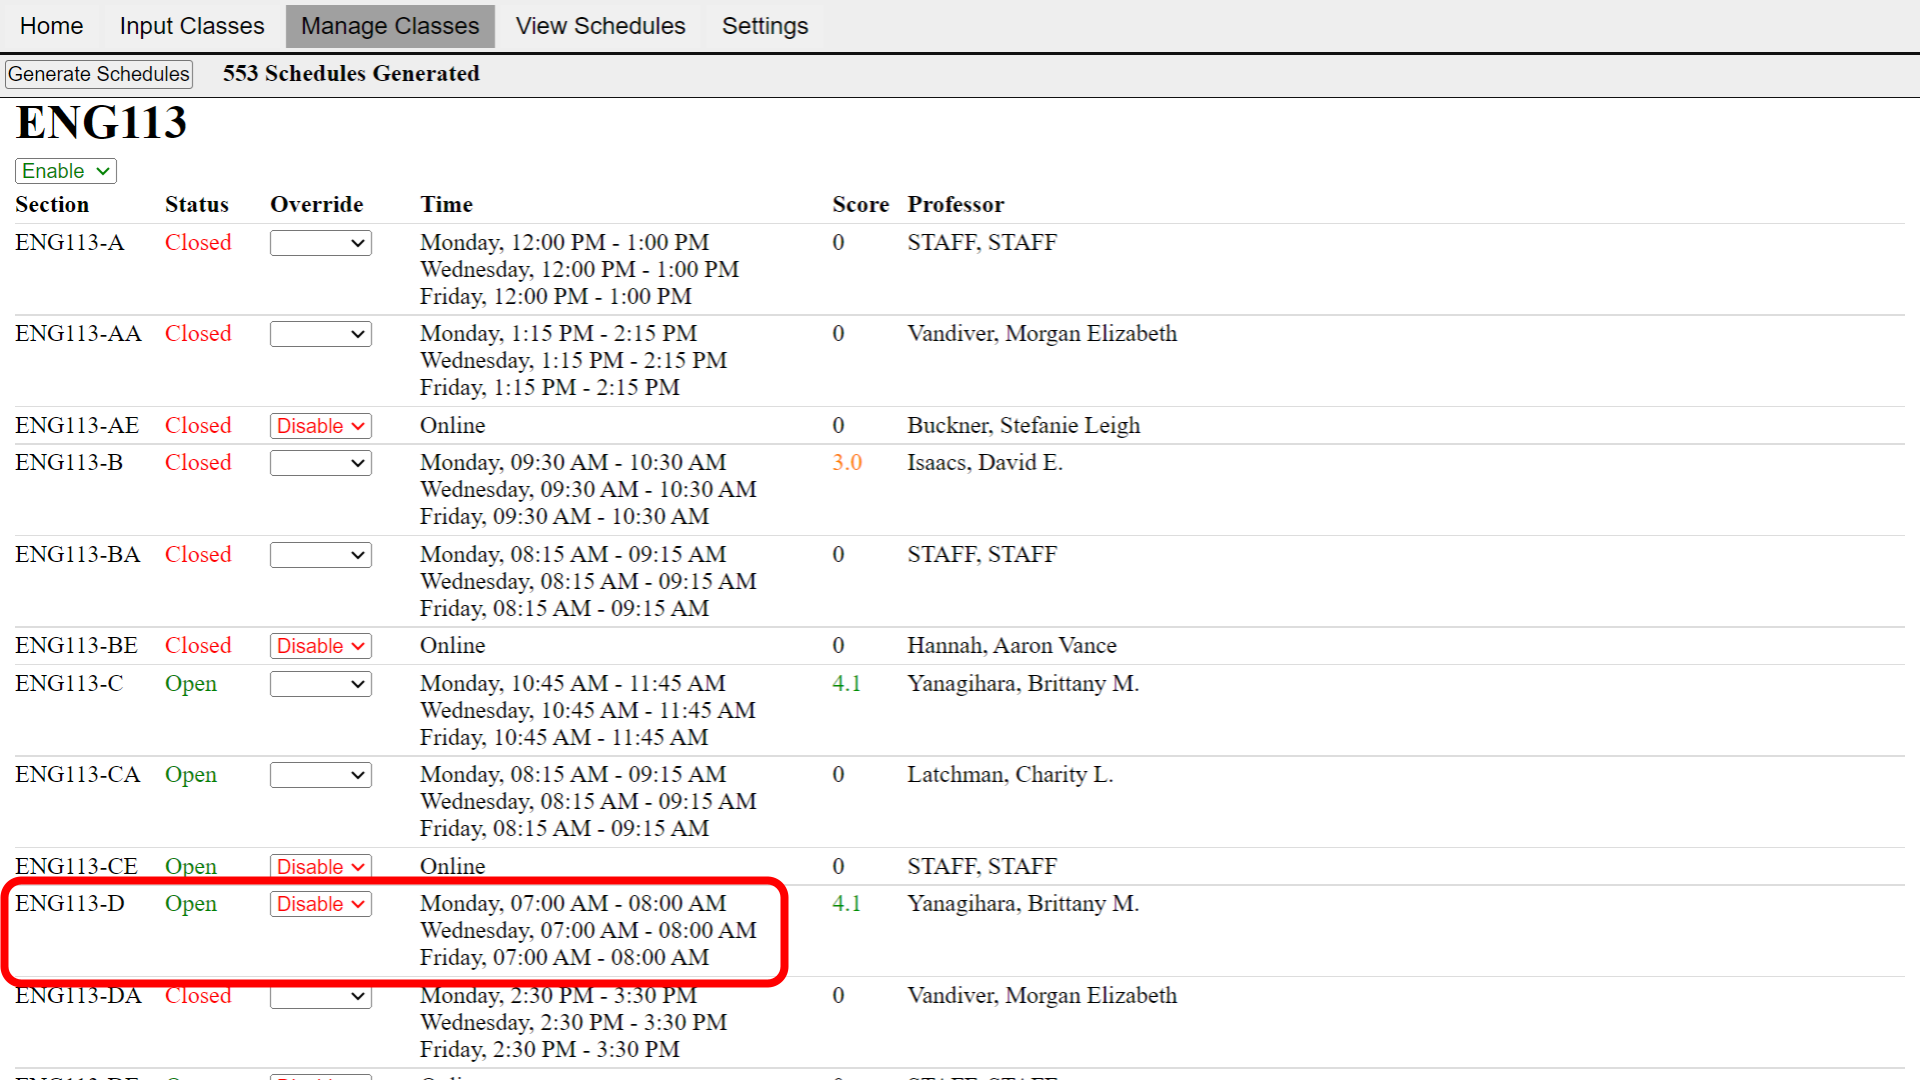 Home Input Classes Manage Classes View Schedules Settings
Generate Schedules 553 Schedules Generated
ENG113
Enable
Section Status Override Time Score Professor
ENG113-A Closed Monday, 12:00 PM - 1:00 PM 0 STAFF, STAFF
Wednesday, 12:00 PM - 1:00 PM
Friday, 12:00 PM - 1:00 PM
ENG113-AA Closed Monday, 1:15 PM - 2:15 PM 0 Vandiver, Morgan Elizabeth
Wednesday, 1:15 PM - 2:15 PM
Friday, 1:15 PM - 2:15 PM
ENG113-AE Closed Disable Online 0 Buckner, Stefanie Leigh
ENG113-B Closed Monday, 09:30 AM - 10:30 AM 3.0 Isaacs, David E.
Wednesday, 09:30 AM - 10:30 AM
Friday, 09:30 AM - 10:30 AM
ENG113-BA Closed Monday, 08:15 AM - 09:15 AM 0 STAFF, STAFF
Wednesday, 08:15 AM - 09:15 AM
Friday, 08:15 AM - 09:15 AM
ENG113-BE Closed Disable Online 0 Hannah, Aaron Vance
ENG113-C Open Monday, 10:45 AM - 11:45 AM 4.1 Yanagihara, Brittany M.
Wednesday, 10:45 AM - 11:45 AM
Friday, 10:45 AM - 11:45 AM
ENG113-CA Open Monday, 08:15 AM - 09:15 AM 0 Latchman, Charity L.
Wednesday, 08:15 AM - 09:15 AM
Friday, 08:15 AM - 09:15 AM
ENG113-CE Open Disable Online 0 STAFF, STAFF
ENG113-D Open Disable Monday, 07:00 AM - 08:00 AM 4.1 Yanagihara, Brittany M.
Wednesday, 07:00 AM - 08:00 AM
Friday, 07:00 AM - 08:00 AM
ENG113-DA Closed Monday, 2:30 PM - 3:30 PM 0 Vandiver, Morgan Elizabeth
Wednesday, 2:30 PM - 3:30 PM
Friday, 2:30 PM - 3:30 PM